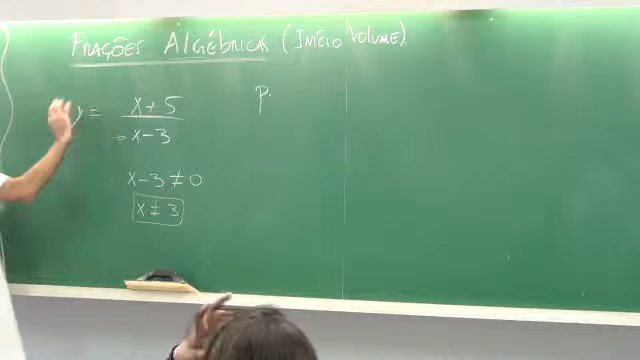 Frações Algébricas (Início Volume)
y = x + 5
→ x - 3
p.
x - 3 ≠ 0
x ≠ 3